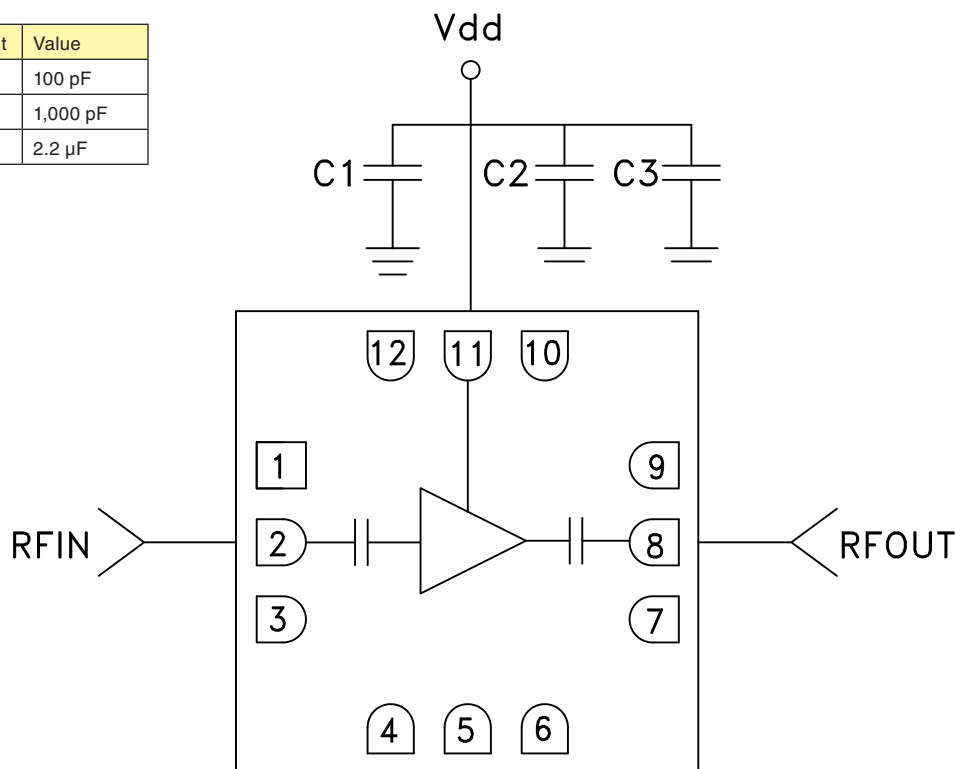 Vdd
t Value
100 pF
1,000 pF
2.2 µF
C1 C2 C3
12 11 10
1 9
RFIN 2 8 RFOUT
3 7
4 5 6